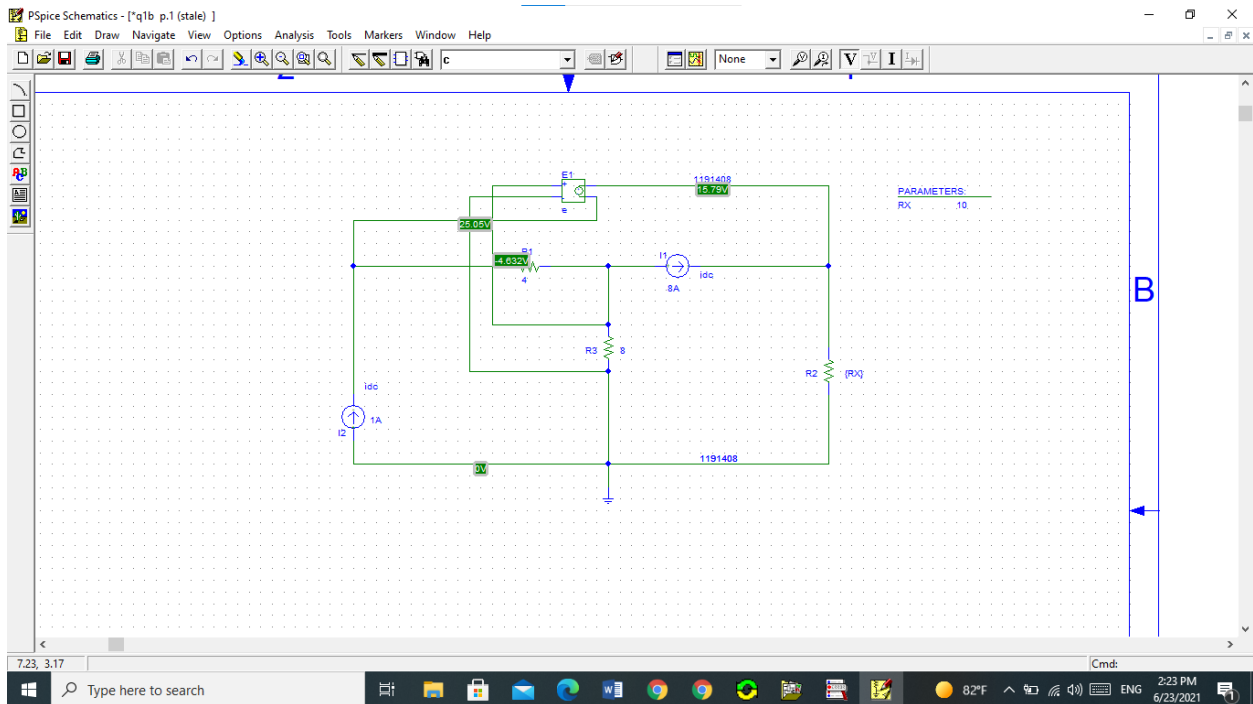 PSpice Schematics - [*q1b p.1 (stale) ]
File Edit Draw Navigate View Options Analysis Tools Markers Window Help
c
None
V
I
ABC
E1
+
-
e
1191408
15.79V
PARAMETERS:
RX 10
25.05V
-4.632V
4
I1
idc
8A
B
R3 8
R2 {RX}
idc
1A
I2
0V
1191408
7.23, 3.17
Cmd:
Type here to search
82°F
ENG
2:23 PM
6/23/2021
1